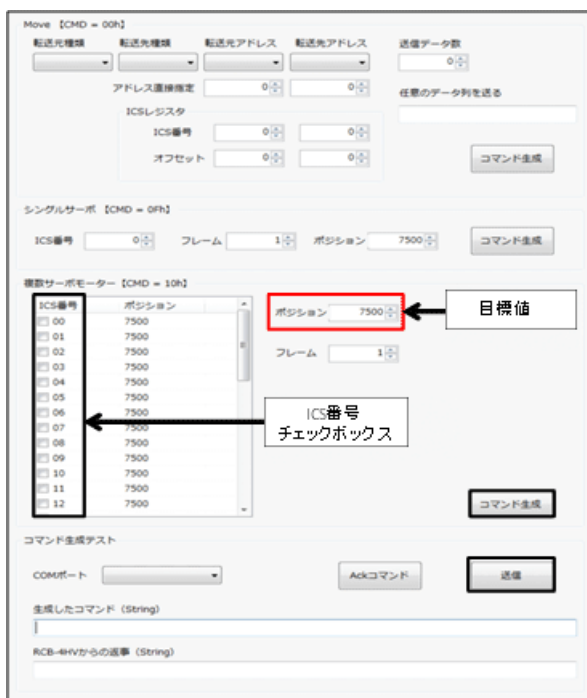 Move 【CMD = 00h】
転送元種類 転送先種類 転送元アドレス 転送先アドレス 送信データ数
0
アドレス直接指定 0 0 任意のデータ列を送る
ICSレジスタ
ICS番号 0 0
オフセット 0 0 コマンド生成
シングルサーボ 【CMD = 0Fh】
ICS番号 0 フレーム 1 ポジション 7500 コマンド生成
複数サーボモーター 【CMD = 10h】
ICS番号 ポジション
00 7500
01 7500
02 7500
03 7500
04 7500
05 7500
06 7500
07 7500
08 7500
09 7500
10 7500
11 7500
12 7500
ポジション 7500
目標値
フレーム 1
ICS番号
チェックボックス
コマンド生成
コマンド生成テスト
COMポート Ackコマンド 送信
生成したコマンド (String)
RCB-4HVからの返事 (String)